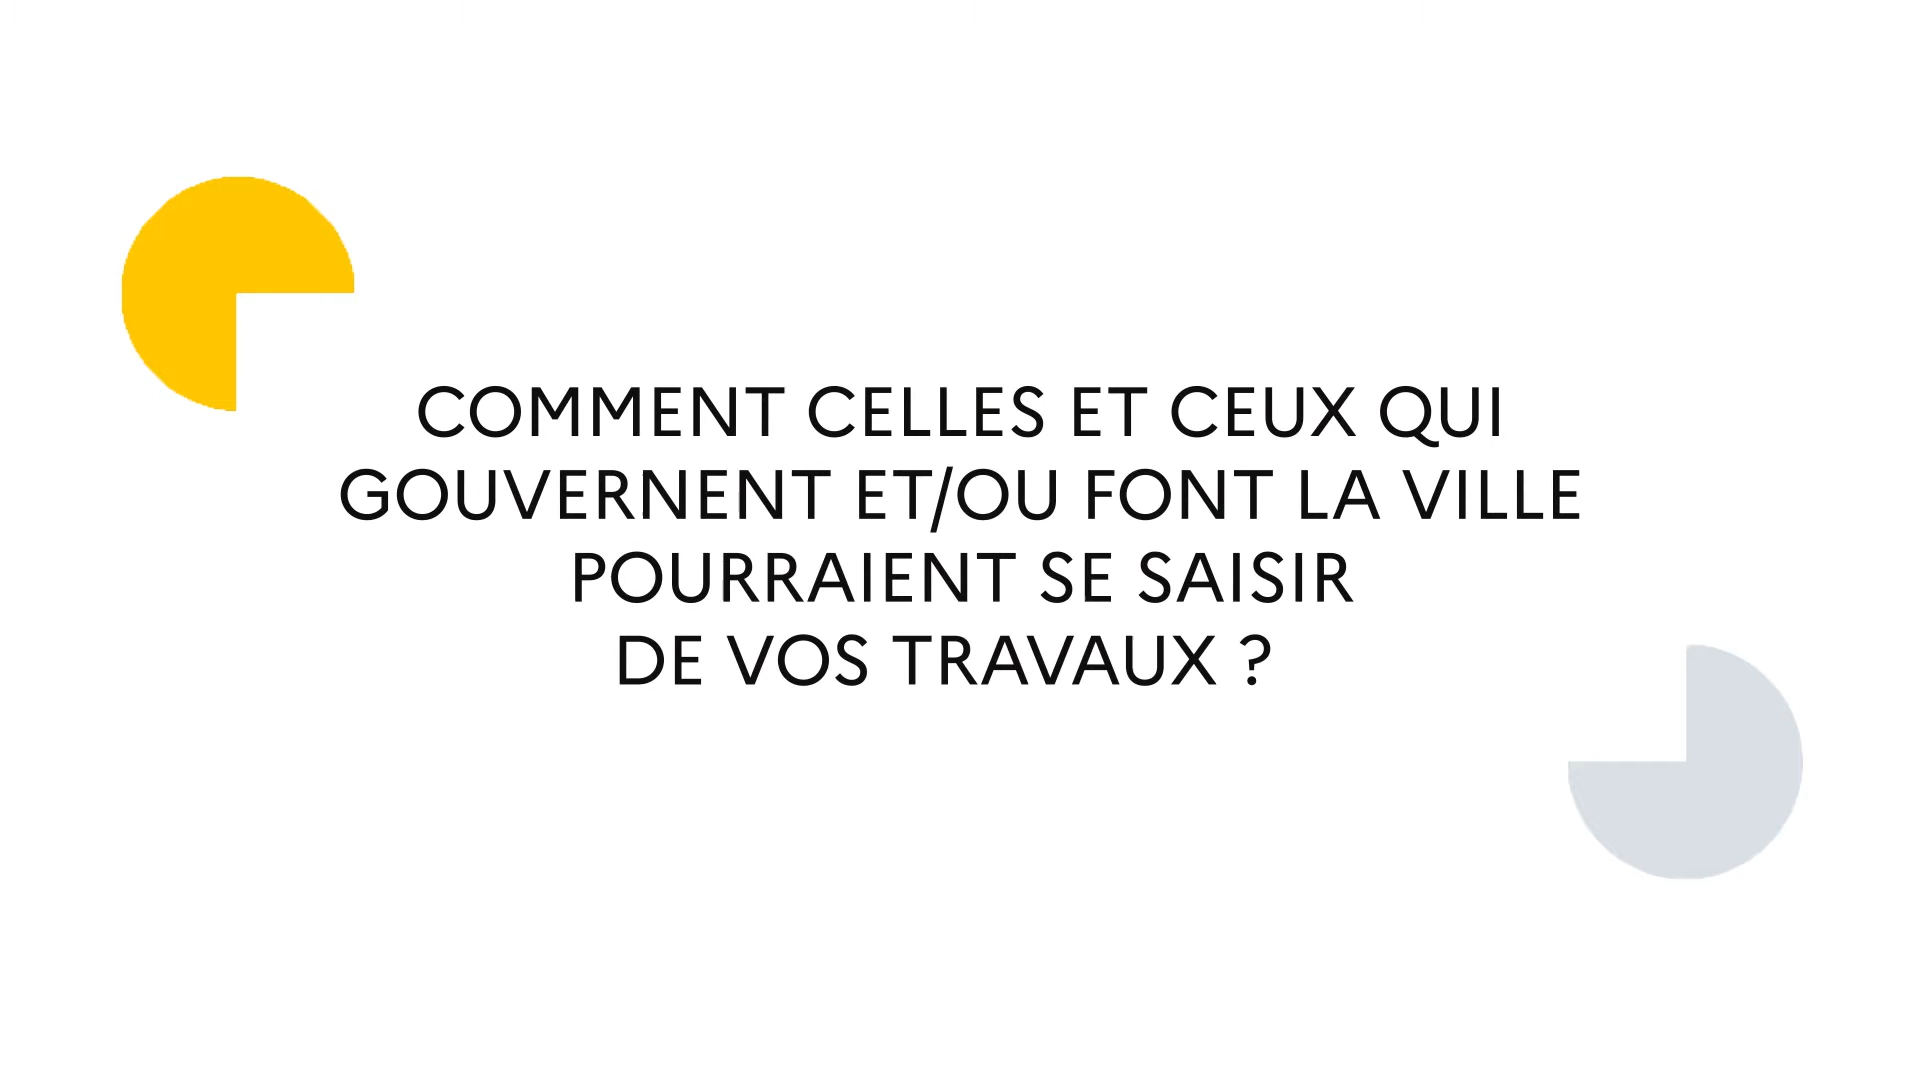 COMMENT CELLES ET CEUX QUI
GOUVERNENT ET/OU FONT LA VILLE
POURRAIENT SE SAISIR
DE VOS TRAVAUX ?